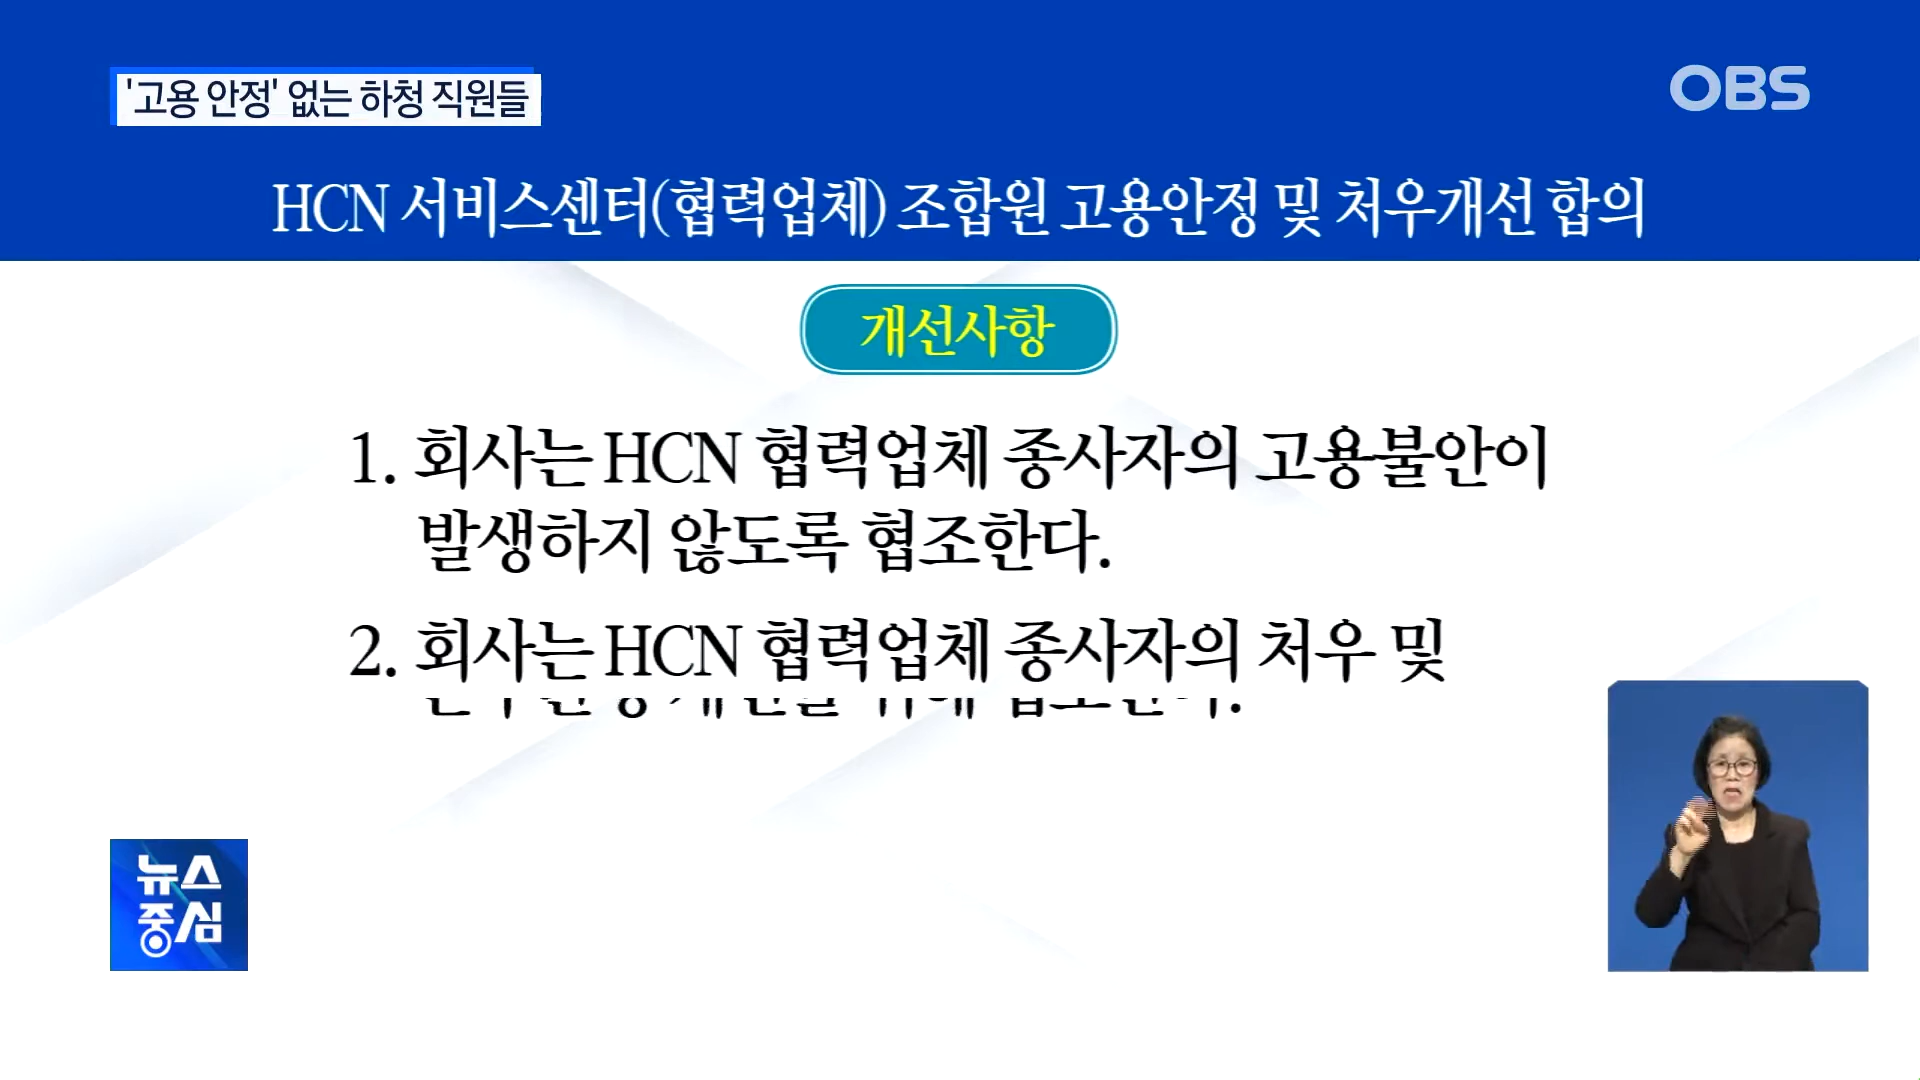 '고용 안정' 없는 하청 직원들
OBS
HCN 서비스센터(협력업체) 조합원 고용안정 및 처우개선 합의
개선사항
1. 회사는 HCN 협력업체 종사자의 고용불안이
발생하지 않도록 협조한다.
2. 회사는 HCN 협력업체 종사자의 처우 및
뉴스
중심